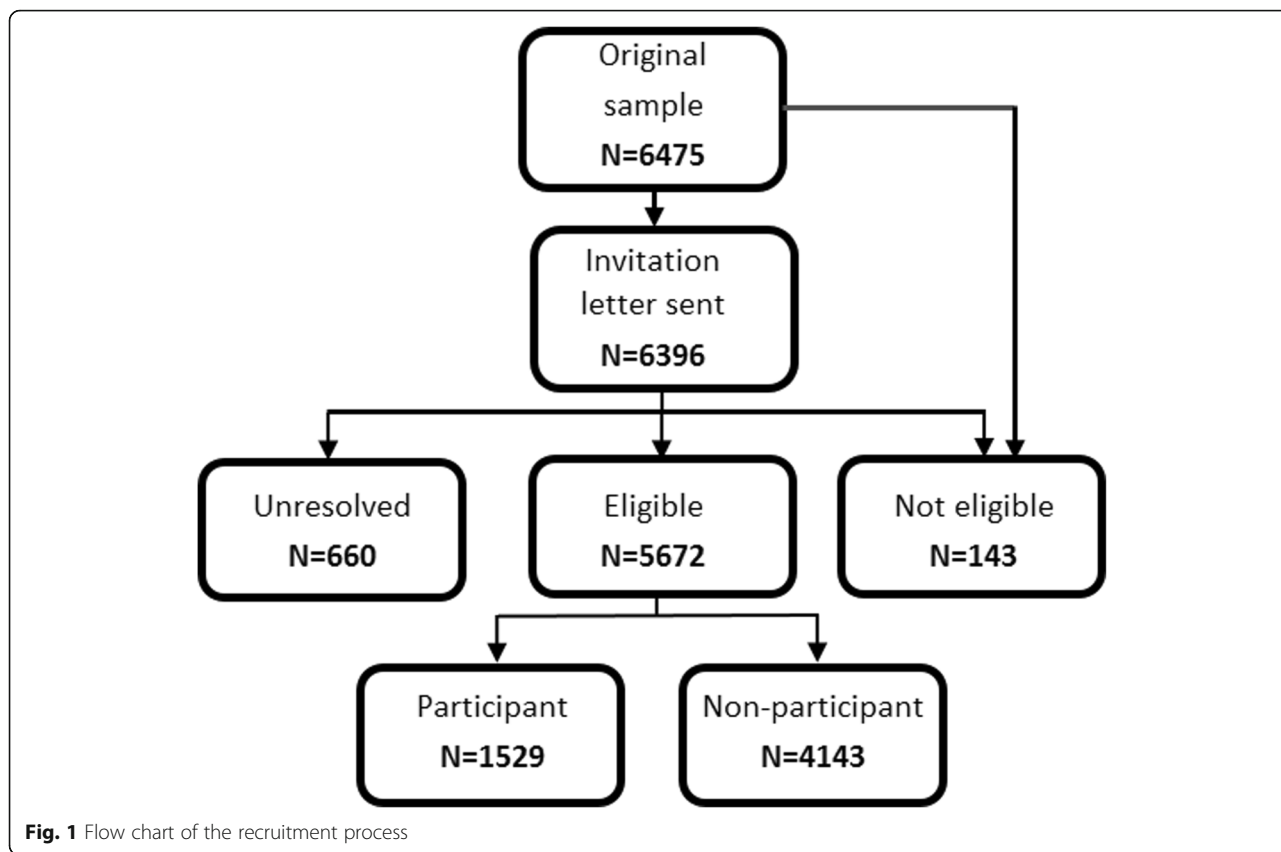 Original
sample
N=6475
Invitation
letter sent
N=6396
Unresolved
N=660
Eligible
N=5672
Not eligible
N=143
Participant
N=1529
Non-participant
N=4143
Fig. 1 Flow chart of the recruitment process